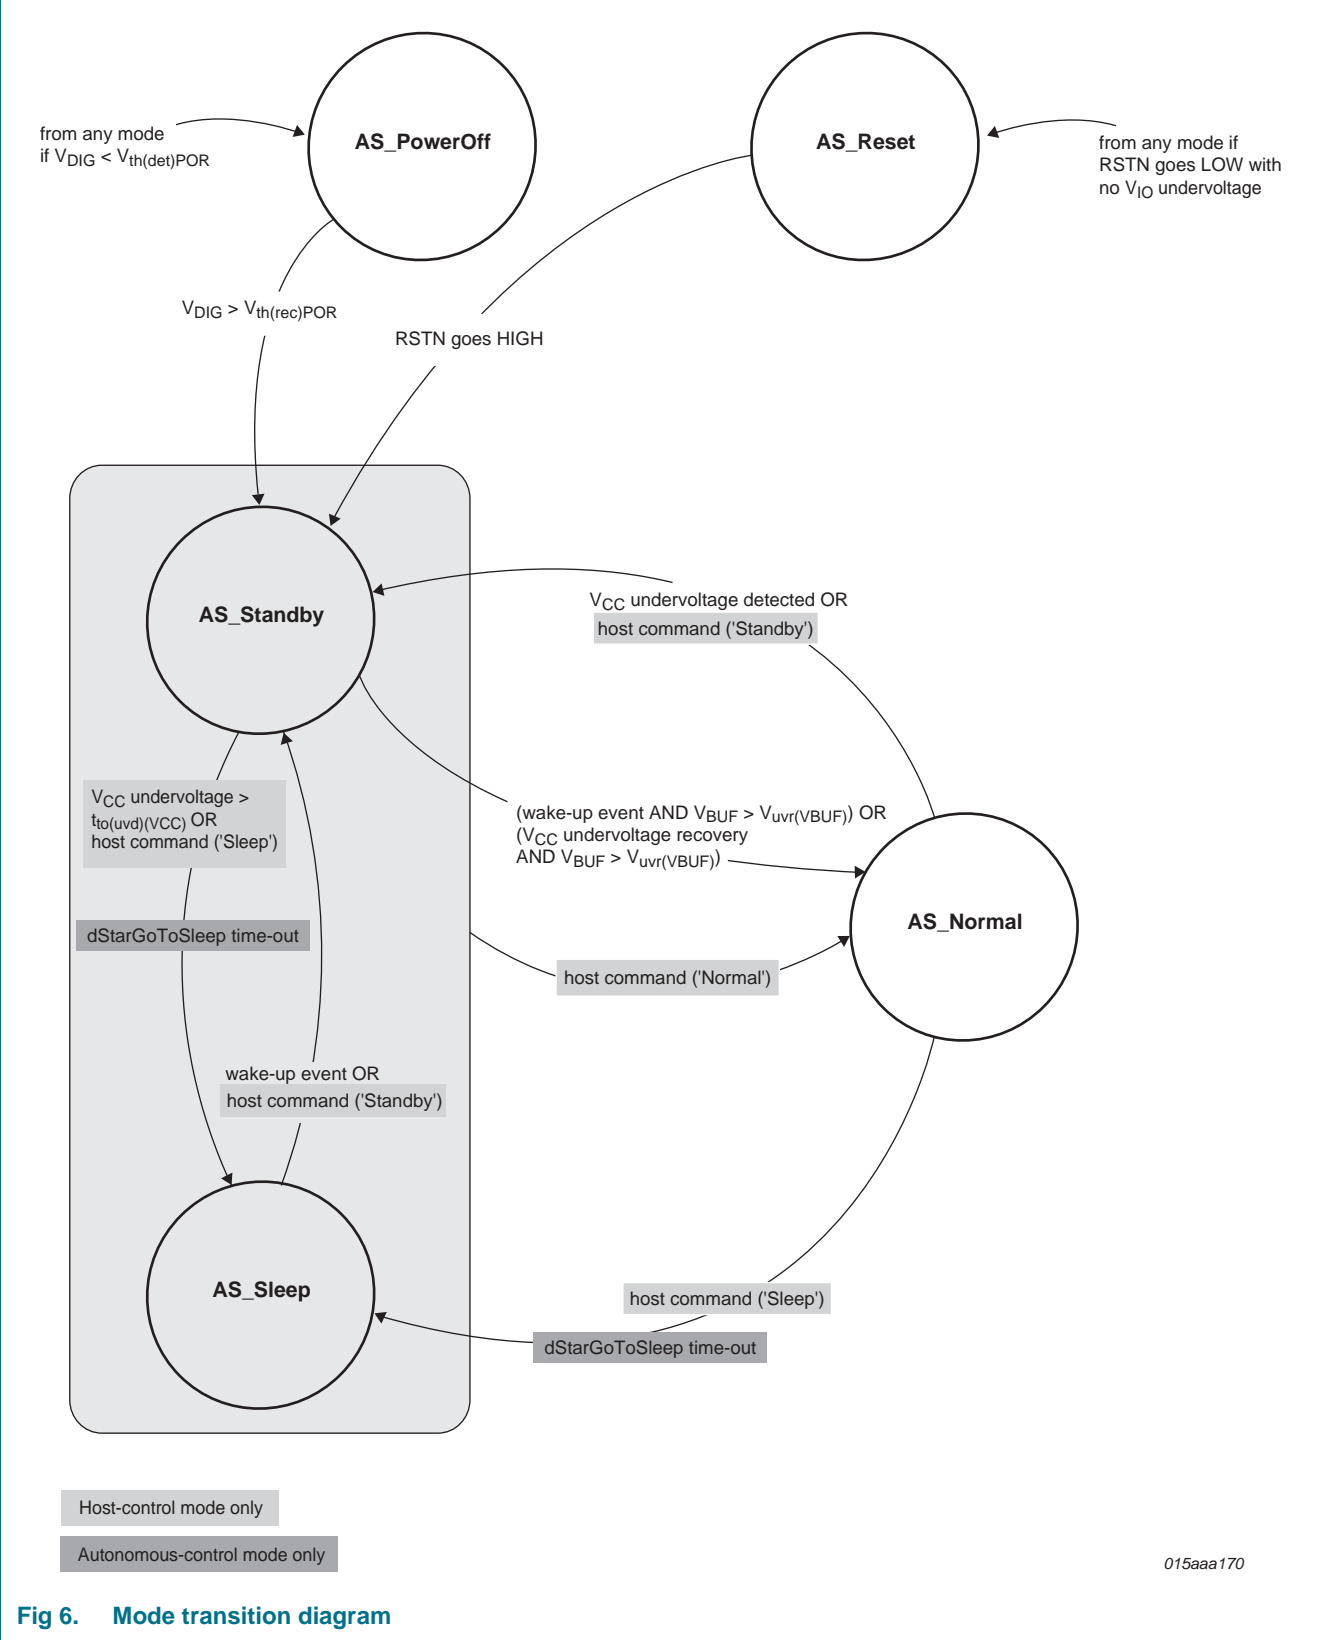 AS_PowerOff
AS_Reset
from any mode
if VDIG < Vth(det)POR
from any mode if
RSTN goes LOW with
no VIO undervoltage
VDIG > Vth(rec)POR
RSTN goes HIGH
AS_Standby
VCC undervoltage detected OR
host command ('Standby')
VCC undervoltage >
tto(uvd)(VCC) OR
host command ('Sleep')
(wake-up event AND VBUF > Vuvr(VBUF)) OR
(VCC undervoltage recovery
AND VBUF > Vuvr(VBUF))
AS_Normal
dStarGoToSleep time-out
host command ('Normal')
wake-up event OR
host command ('Standby')
AS_Sleep
host command ('Sleep')
dStarGoToSleep time-out
Host-control mode only
Autonomous-control mode only
015aaa170
Fig 6. Mode transition diagram